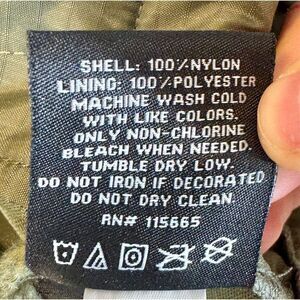 SHELL: 100% NYLON
LINING: 100% POLYESTER
MACHINE WASH COLD
WITH LIKE COLORS.
ONLY NON-CHLORINE
BLEACH WHEN NEEDED.
TUMBLE DRY LOW.
DO NOT IRON IF DECORATED
DO NOT DRY CLEAN.
RN# 115665